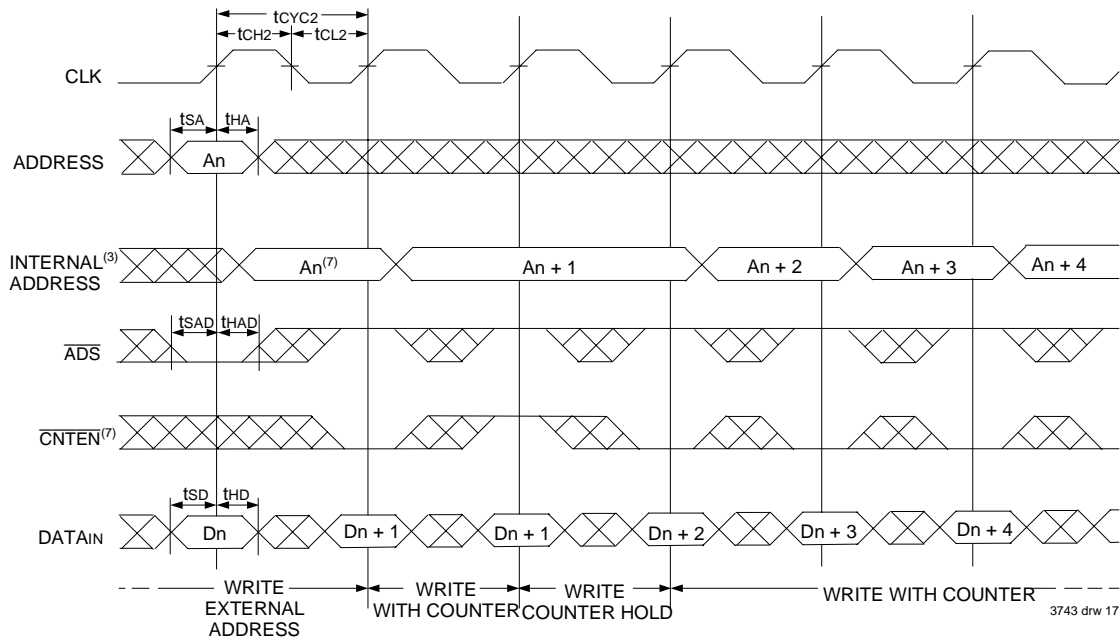 tCYC2
tCH2 tCL2
CLK
tSA tHA
ADDRESS An
INTERNAL(3)
ADDRESS
An(7) An + 1 An + 2 An + 3 An + 4
tSAD tHAD
ADS
CNTEN(7)
tSD tHD
DATAIN Dn Dn + 1 Dn + 1 Dn + 2 Dn + 3 Dn + 4
WRITE
EXTERNAL
ADDRESS
WRITE
WITH COUNTER
WRITE
COUNTER HOLD
WRITE WITH COUNTER
3743 drw 17